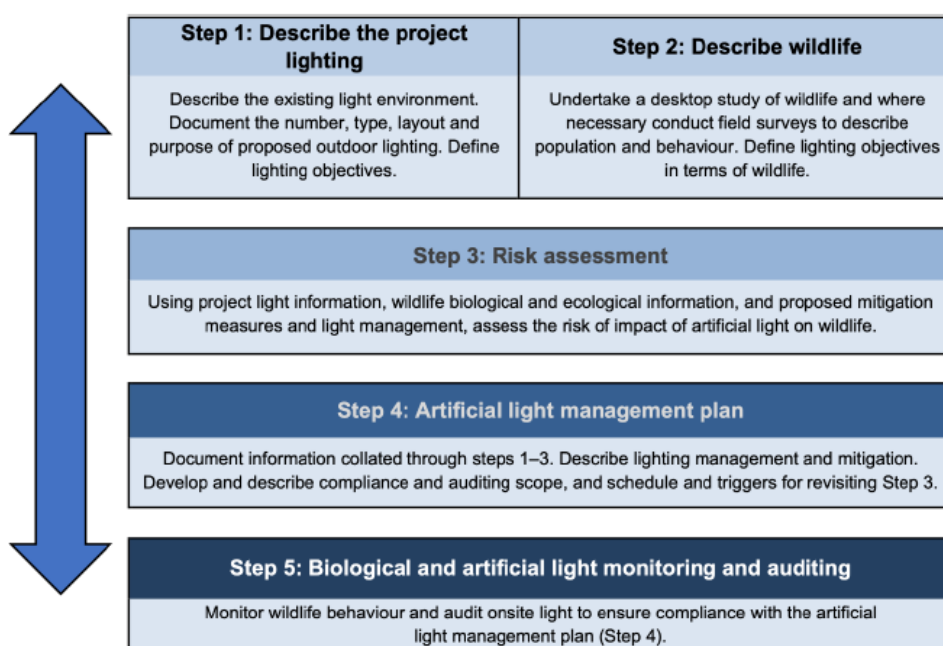 Step 1: Describe the project
lighting
Describe the existing light environment.
Document the number, type, layout and
purpose of proposed outdoor lighting. Define
lighting objectives.
Step 2: Describe wildlife
Undertake a desktop study of wildlife and where
necessary conduct field surveys to describe
population and behaviour. Define lighting objectives
in terms of wildlife.
Step 3: Risk assessment
Using project light information, wildlife biological and ecological information, and proposed mitigation
measures and light management, assess the risk of impact of artificial light on wildlife.
Step 4: Artificial light management plan
Document information collated through steps 1–3. Describe lighting management and mitigation.
Develop and describe compliance and auditing scope, and schedule and triggers for revisiting Step 3.
Step 5: Biological and artificial light monitoring and auditing
Monitor wildlife behaviour and audit onsite light to ensure compliance with the artificial
light management plan (Step 4).